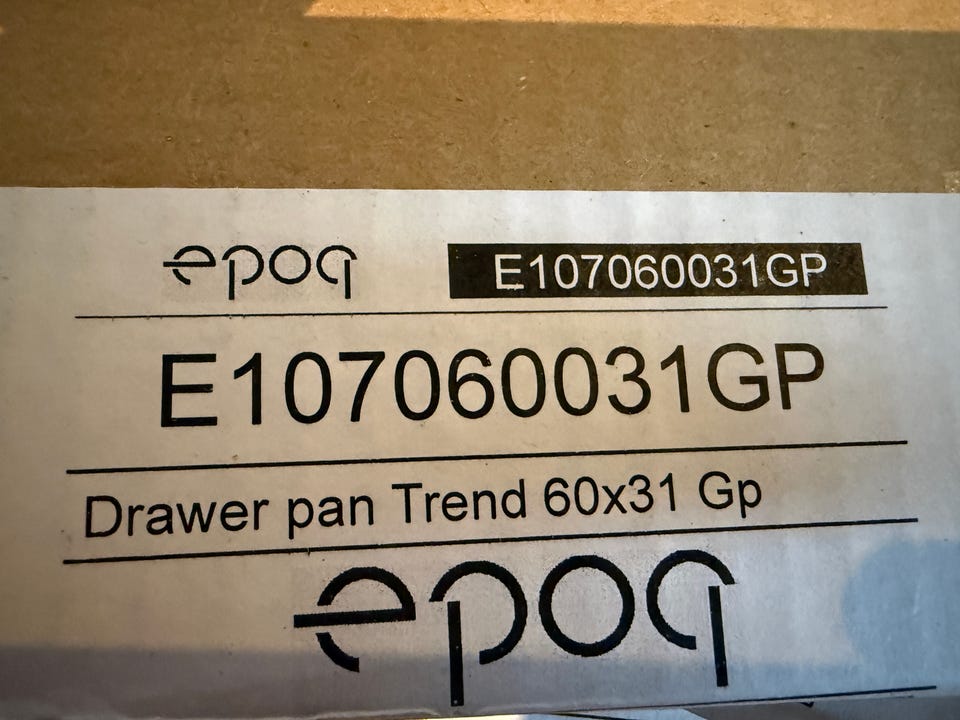 epoq E107060031GP
E107060031GP
Drawer pan Trend 60x31 Gp
epoq